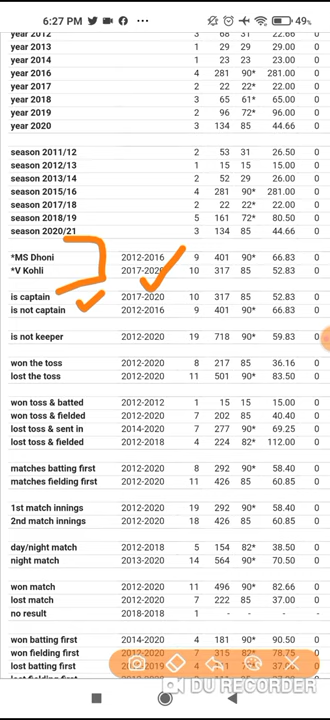 6:27 PM 49
year 2012 3 68 31 22.66 0
year 2013 1 29 29 29.00 0
year 2014 1 23 23 23.00 0
year 2016 4 281 90* 281.00 0
year 2017 2 22 22* 22.00 0
year 2018 3 65 61* 65.00 0
year 2019 2 96 72* 96.00 0
year 2020 3 134 85 44.66 0
season 2011/12 2 53 31 26.50 0
season 2012/13 1 15 15 15.00 0
season 2013/14 2 52 29 26.00 0
season 2015/16 4 281 90* 281.00 0
season 2017/18 2 22 22* 22.00 0
season 2018/19 5 161 72* 80.50 0
season 2020/21 3 134 85 44.66 0
*MS Dhoni 2012-2016 9 401 90* 66.83 0
*V Kohli 2017-2020 10 317 85 52.83 0
is captain 2017-2020 10 317 85 52.83 0
is not captain 2012-2016 9 401 90* 66.83 0
is not keeper 2012-2020 19 718 90* 59.83 0
won the toss 2012-2020 8 217 85 36.16 0
lost the toss 2012-2020 11 501 90* 83.50 0
won toss & batted 2012-2012 1 15 15 15.00 0
won toss & fielded 2012-2020 7 202 85 40.40 0
lost toss & sent in 2014-2020 7 277 90* 69.25 0
lost toss & fielded 2012-2018 4 224 82* 112.00 0
matches batting first 2012-2020 8 292 90* 58.40 0
matches fielding first 2012-2020 11 426 85 60.85 0
1st match innings 2012-2020 19 292 90* 58.40 0
2nd match innings 2012-2020 18 426 85 60.85 0
day/night match 2012-2018 5 154 82* 38.50 0
night match 2013-2020 14 564 90* 70.50 0
won match 2012-2020 11 496 90* 82.66 0
lost match 2012-2020 7 222 85 37.00 0
no result 2018-2018 1 - - - -
won batting first 2014-2020 4 181 90* 90.50 0
won fielding first 2012-2020 7 315 82* 78.75 0
lost batting first
DU RECORDER